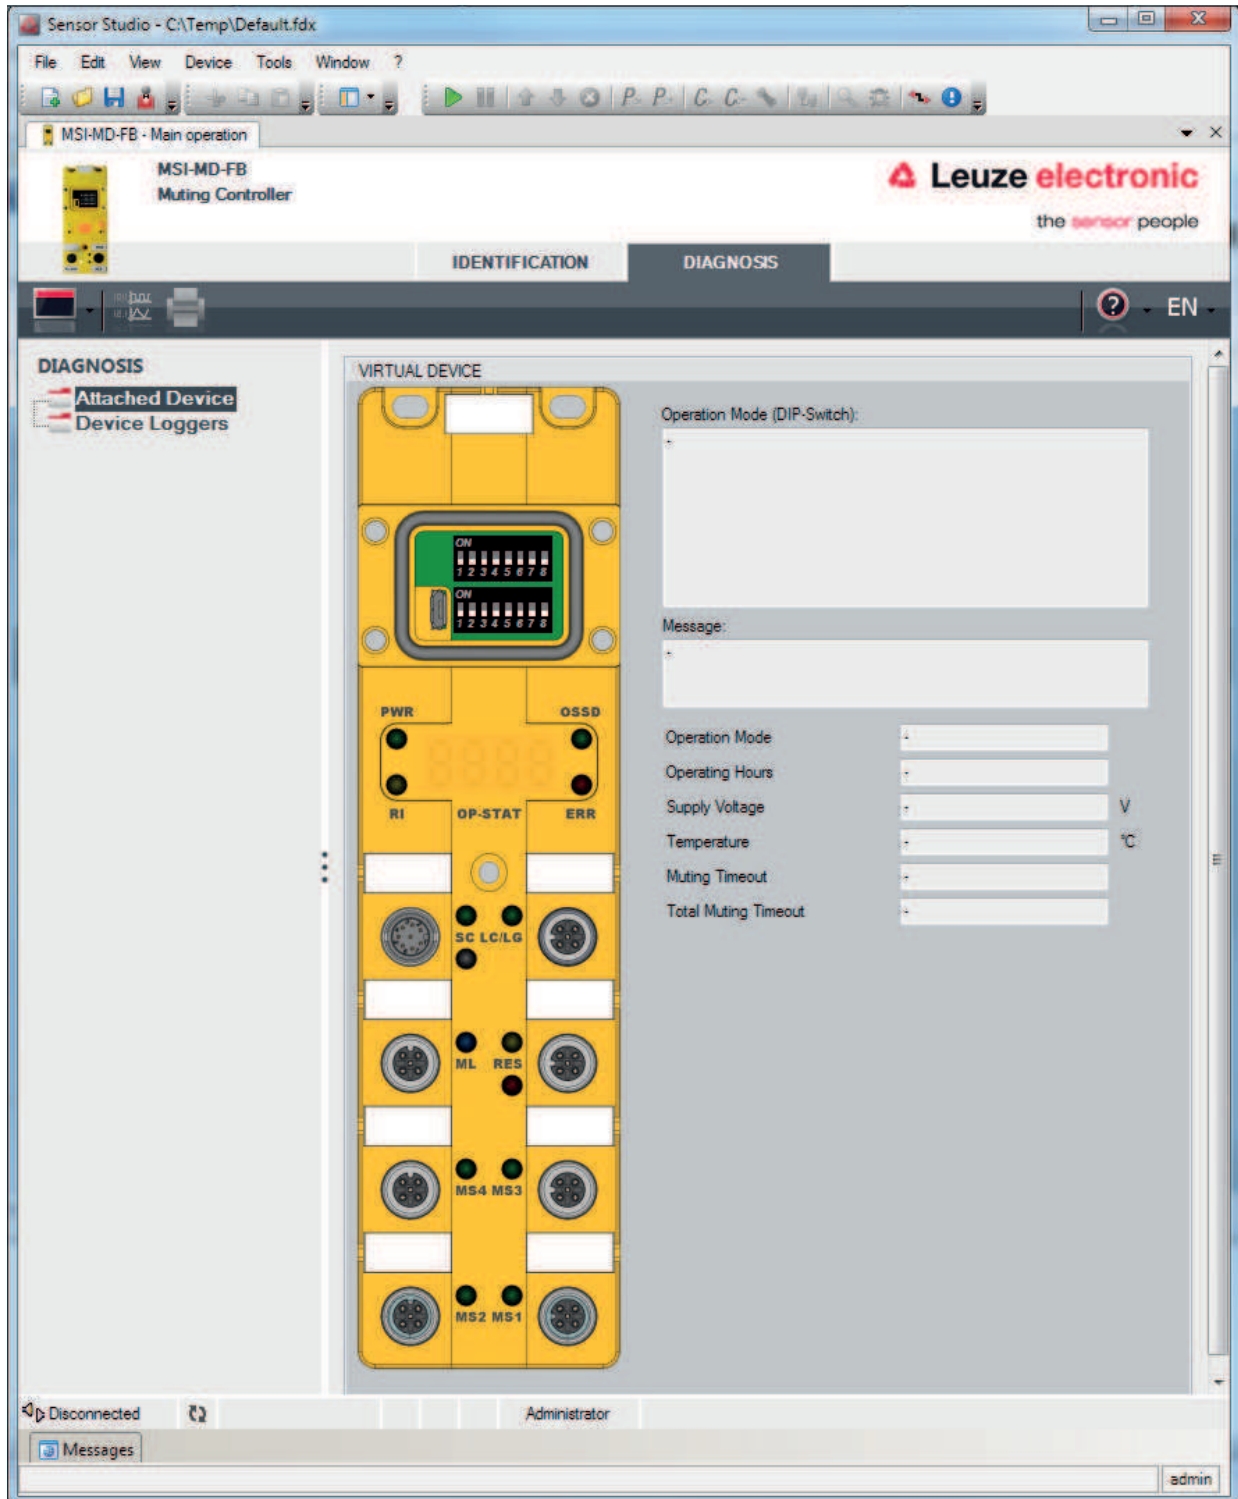 Sensor Studio - C:\Temp\Default.fdx
File Edit View Device Tools Window ?
MSI-MD-FB - Main operation
MSI-MD-FB
Muting Controller
Leuze electronic
the sensor people
IDENTIFICATION DIAGNOSIS
EN
DIAGNOSIS
Attached Device
Device Loggers
VIRTUAL DEVICE
Operation Mode (DIP-Switch):
-
ON
1 2 3 4 5 6 7 8
ON
1 2 3 4 5 6 7 8
Message:
-
PWR OSSD
RI OP-STAT ERR
Operation Mode -
Operating Hours -
Supply Voltage - V
Temperature - °C
Muting Timeout -
Total Muting Timeout -
SC LC/LG
ML RES
MS4 MS3
MS2 MS1
Disconnected Administrator
Messages
admin